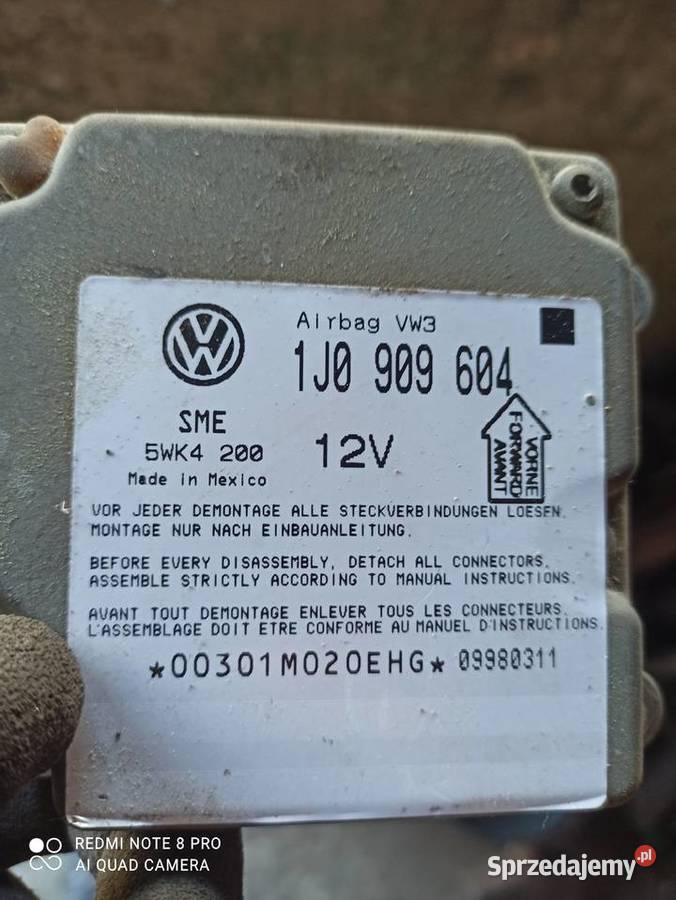 Airbag VW3
1J0 909 604
SME
5WK4 200
12V
Made in Mexico
VORNE
FORWARD
AVANT
VOR JEDER DEMONTAGE ALLE STECKVERBINDUNGEN LOESEN.
MONTAGE NUR NACH EINBAUANLEITUNG.
BEFORE EVERY DISASSEMBLY, DETACH ALL CONNECTORS.
ASSEMBLE STRICTLY ACCORDING TO MANUAL INSTRUCTIONS.
AVANT TOUT DEMONTAGE ENLEVER TOUS LES CONNECTEURS.
L'ASSEMBLAGE DOIT ETRE CONFORME AU MANUEL D'INSTRUCTIONS.
*00301M020EHG* 09980311
REDMI NOTE 8 PRO
AI QUAD CAMERA
Sprzedajemy.pl